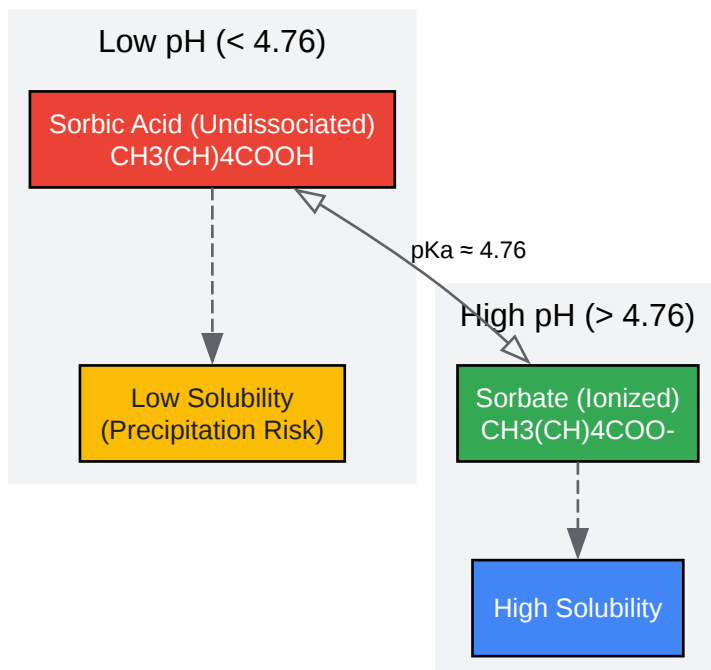 Low pH (< 4.76)
Sorbic Acid (Undissociated)
CH3(CH)4COOH
pKa ≈ 4.76
High pH (> 4.76)
Low Solubility
(Precipitation Risk)
Sorbate (Ionized)
CH3(CH)4COO-
High Solubility